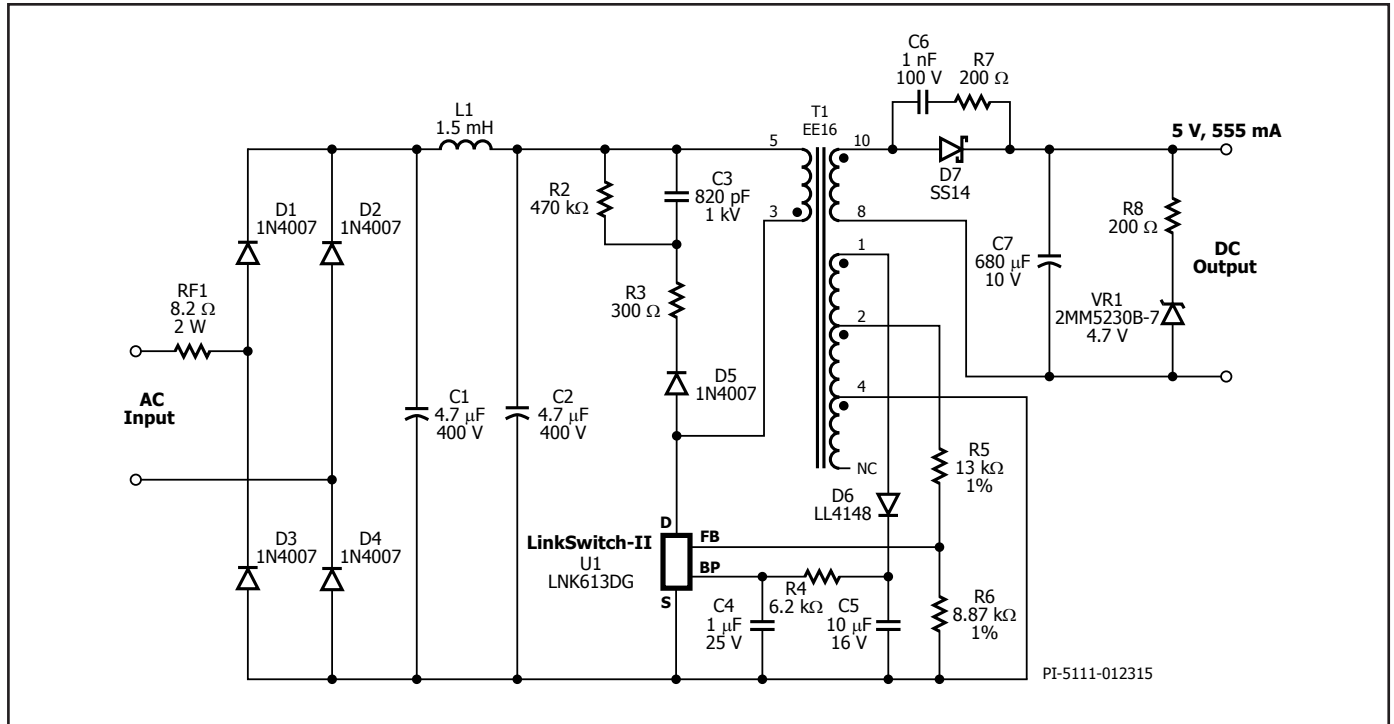 C6
1 nF
100 V
R7
200 Ω
T1
EE16
L1
1.5 mH
5
10
5 V, 555 mA
D7
SS14
R2
470 kΩ
C3
820 pF
1 kV
3
8
D1
1N4007
D2
1N4007
R8
200 Ω
1
C7
680 µF
10 V
DC
Output
RF1
8.2 Ω
2 W
R3
300 Ω
2
VR1
2MM5230B-7
4.7 V
D5
1N4007
4
AC
Input
C1
4.7 µF
400 V
C2
4.7 µF
400 V
NC
R5
13 kΩ
1%
D6
LL4148
D
FB
LinkSwitch-II
U1
LNK613DG
BP
S
D3
1N4007
D4
1N4007
R4
6.2 kΩ
C4
1 µF
25 V
C5
10 µF
16 V
R6
8.87 kΩ
1%
PI-5111-012315